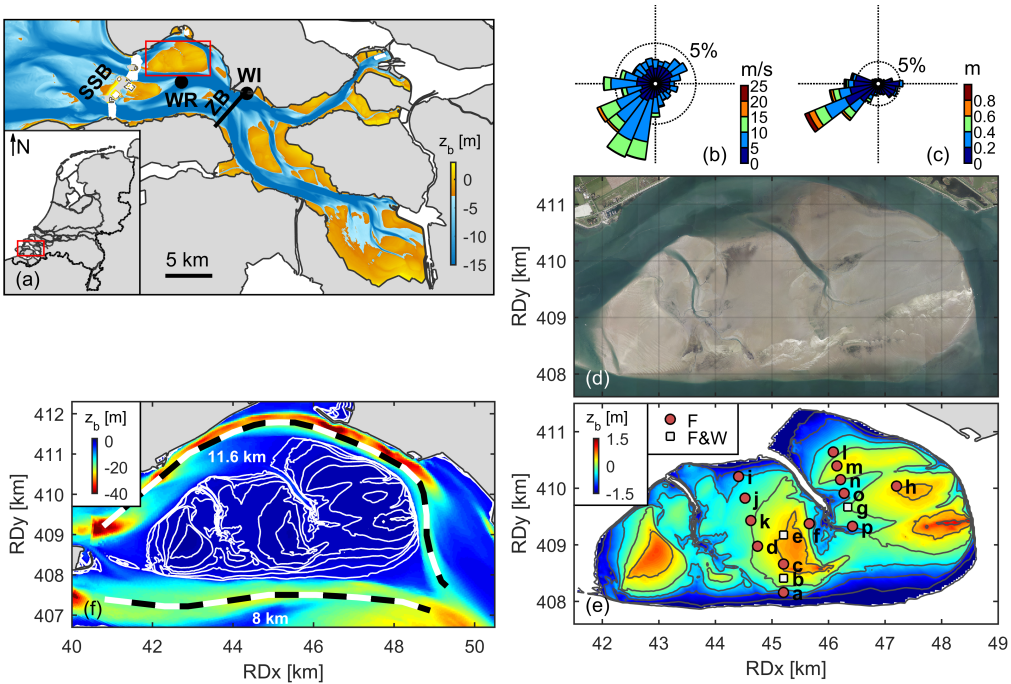 SSB
WR
ZB
WI
z_b [m]
0
-5
-10
-15
N
5 km
(a)
5%
m/s
25
20
15
10
5
0
(b)
5%
m
0.8
0.6
0.4
0.2
0
(c)
RDy [km]
411
410
409
408
(d)
RDy [km]
412
411
410
409
408
407
z_b [m]
0
-20
-40
11.6 km
8 km
(f)
40 42 44 46 48 50
RDx [km]
RDy [km]
411
410
409
408
z_b [m]
1.5
-1.5
F
F&W
l
m
n
o
g
p
h
i
j
k
f
e
d
c
b
a
(e)
42 43 44 45 46 47 48 49
RDx [km]